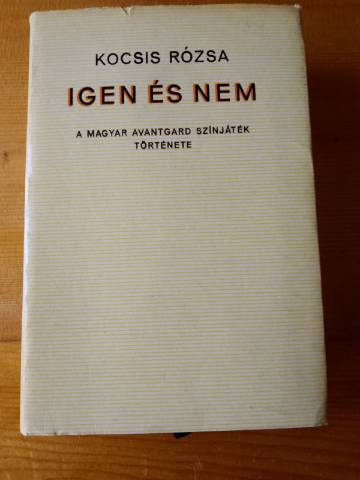 KOCSIS RÓZSA
IGEN ÉS NEM
A MAGYAR AVANTGARD SZÍNJÁTÉK
TÖRTÉNETE